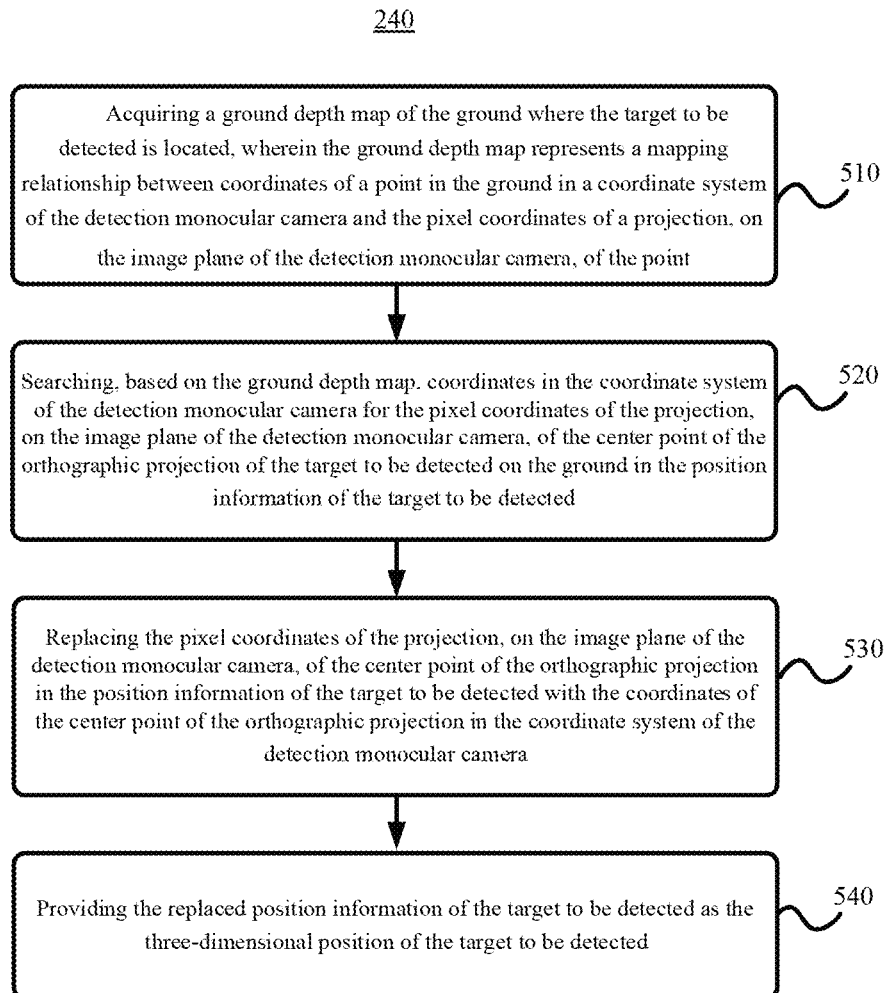 240
Acquiring a ground depth map of the ground where the target to be
detected is located, wherein the ground depth map represents a mapping
relationship between coordinates of a point in the ground in a coordinate system
of the detection monocular camera and the pixel coordinates of a projection, on
the image plane of the detection monocular camera, of the point
510
Searching, based on the ground depth map. coordinates in the coordinate system
of the detection monocular camera for the pixel coordinates of the projection,
on the image plane of the detection monocular camera, of the center point of the
orthographic projection of the target to be detected on the ground in the position
information of the target to be detected
520
Replacing the pixel coordinates of the projection, on the image plane of the
detection monocular camera, of the center point of the orthographic projection
in the position information of the target to be detected with the coordinates of
the center point of the orthographic projection in the coordinate system of the
detection monocular camera
530
Providing the replaced position information of the target to be detected as the
three-dimensional position of the target to be detected
540